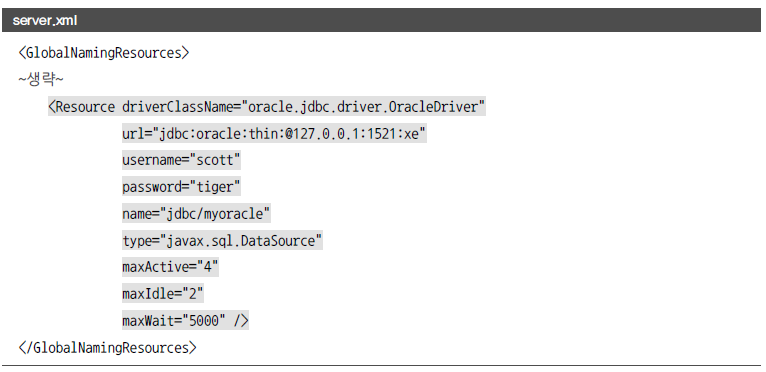 server.xml
<GlobalNamingResources>
~생략~
<Resource driverClassName="oracle.jdbc.driver.OracleDriver"
url="jdbc:oracle:thin:@127.0.0.1:1521:xe"
username="scott"
password="tiger"
name="jdbc/myoracle"
type="javax.sql.DataSource"
maxActive="4"
maxIdle="2"
maxWait="5000" />
</GlobalNamingResources>